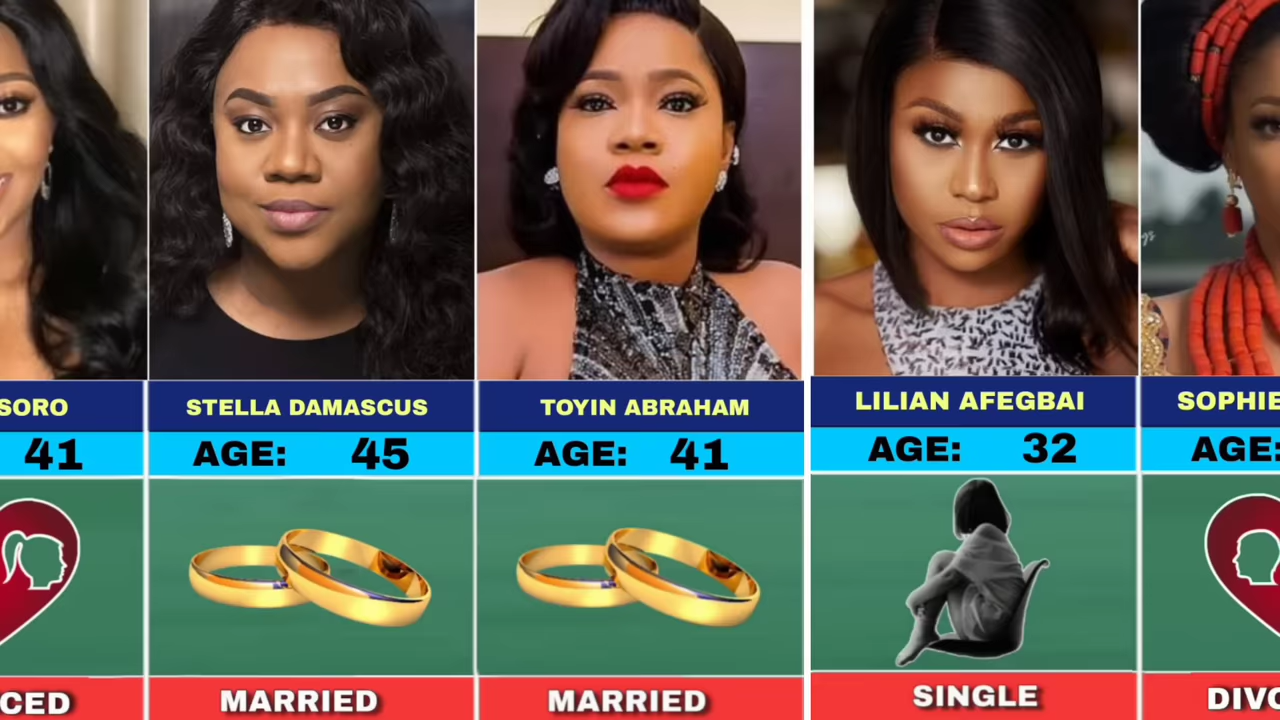 SORO
STELLA DAMASCUS
TOYIN ABRAHAM
LILIAN AFEGBAI
SOPHIE
41
AGE: 45
AGE: 41
AGE: 32
AGE:
CED
MARRIED
MARRIED
SINGLE
DIVO